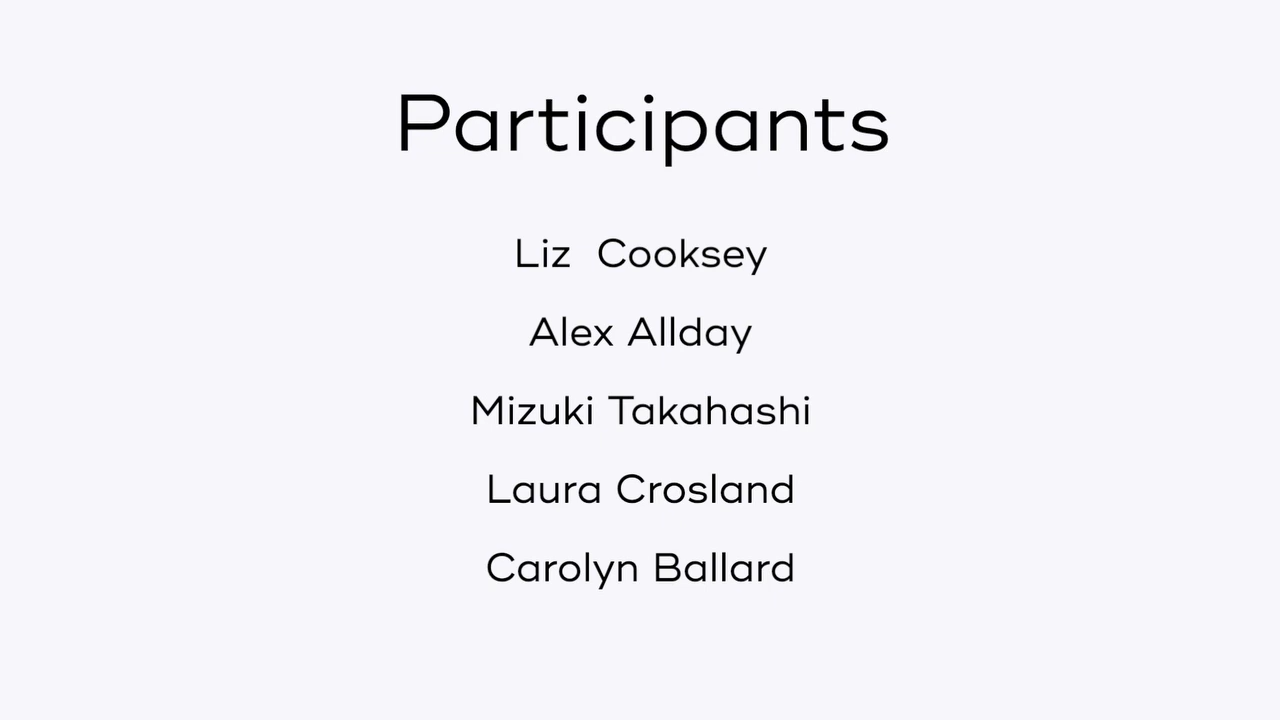 Participants
Liz  Cooksey
Alex Allday
Mizuki Takahashi
Laura Crosland
Carolyn Ballard